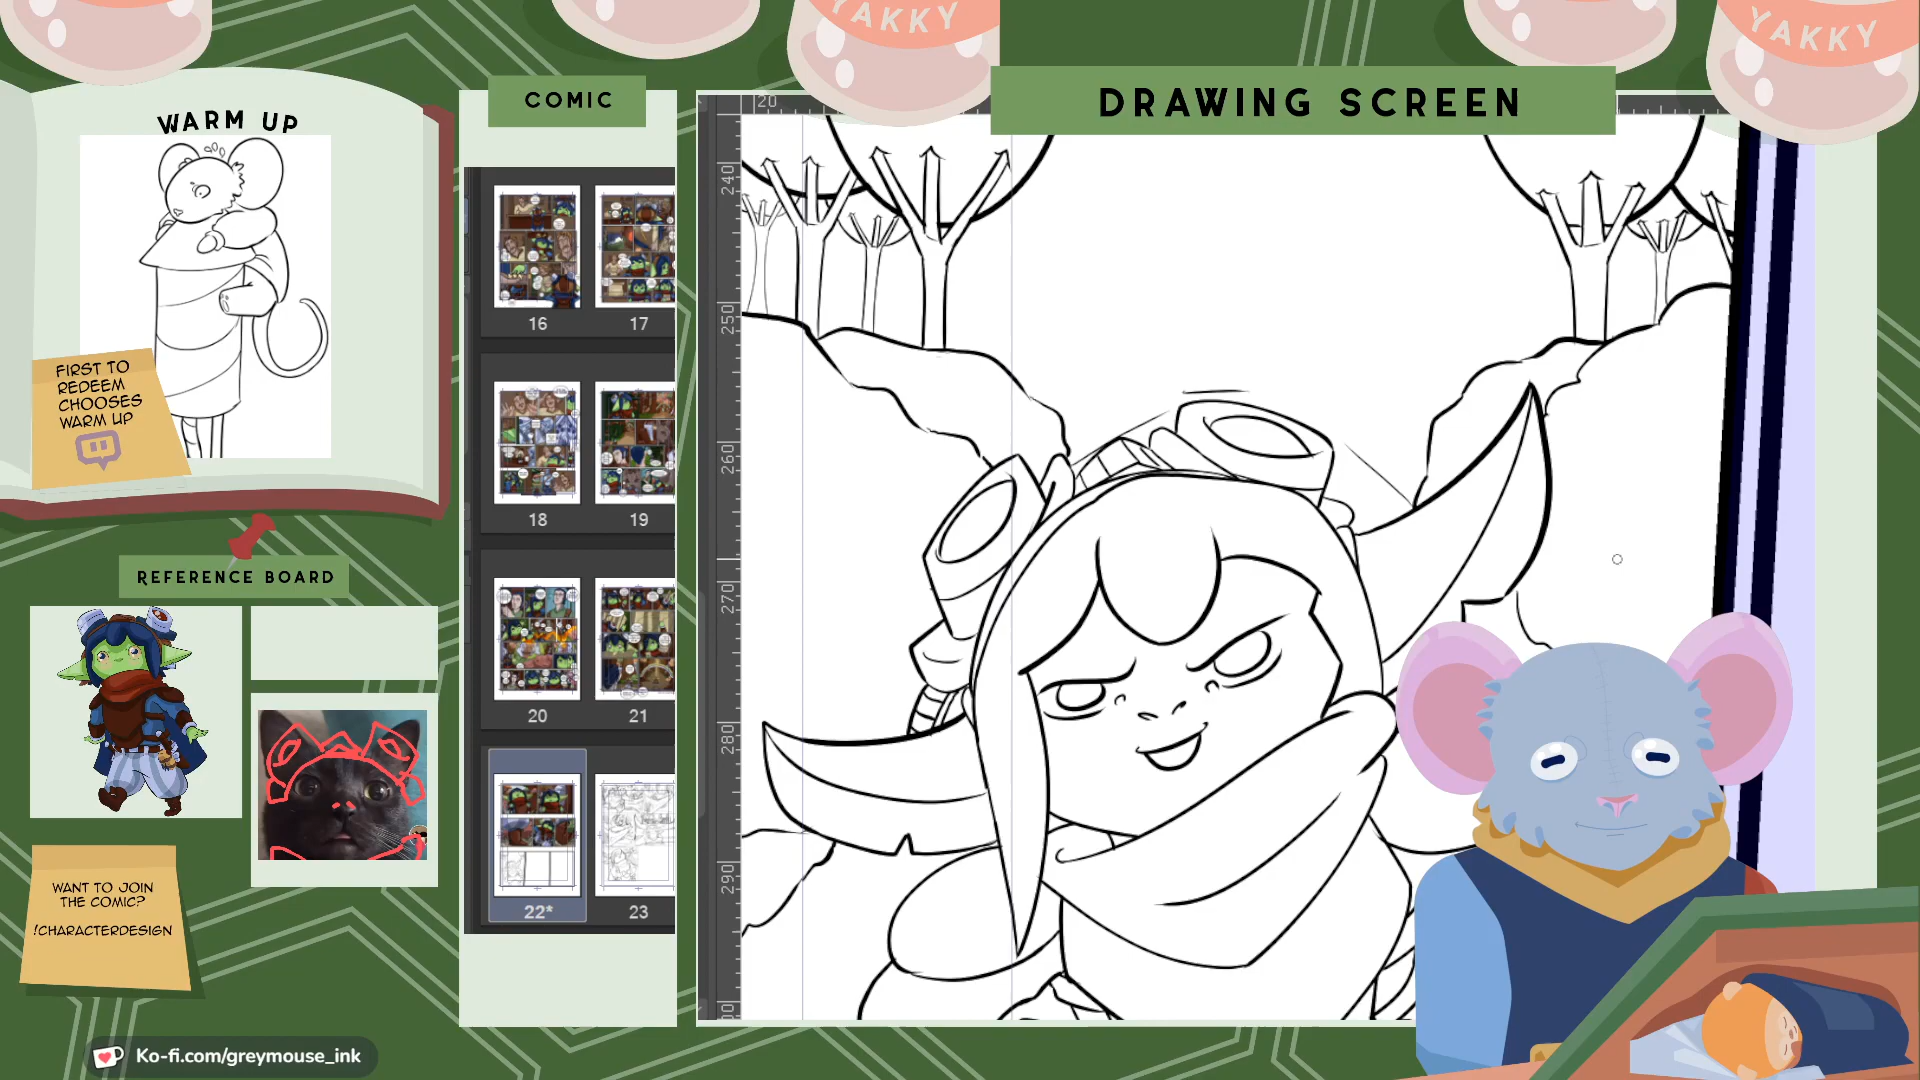 YAKKY
YAKKY
WARM UP
COMIC
DRAWING SCREEN
FIRST TO
REDEEM
CHOOSES
WARM UP
16
17
18
19
20
21
22*
23
20
240
250
260
270
280
290
REFERENCE BOARD
WANT TO JOIN
THE COMIC?
!CHARACTERDESIGN
Ko-fi.com/greymouse_ink